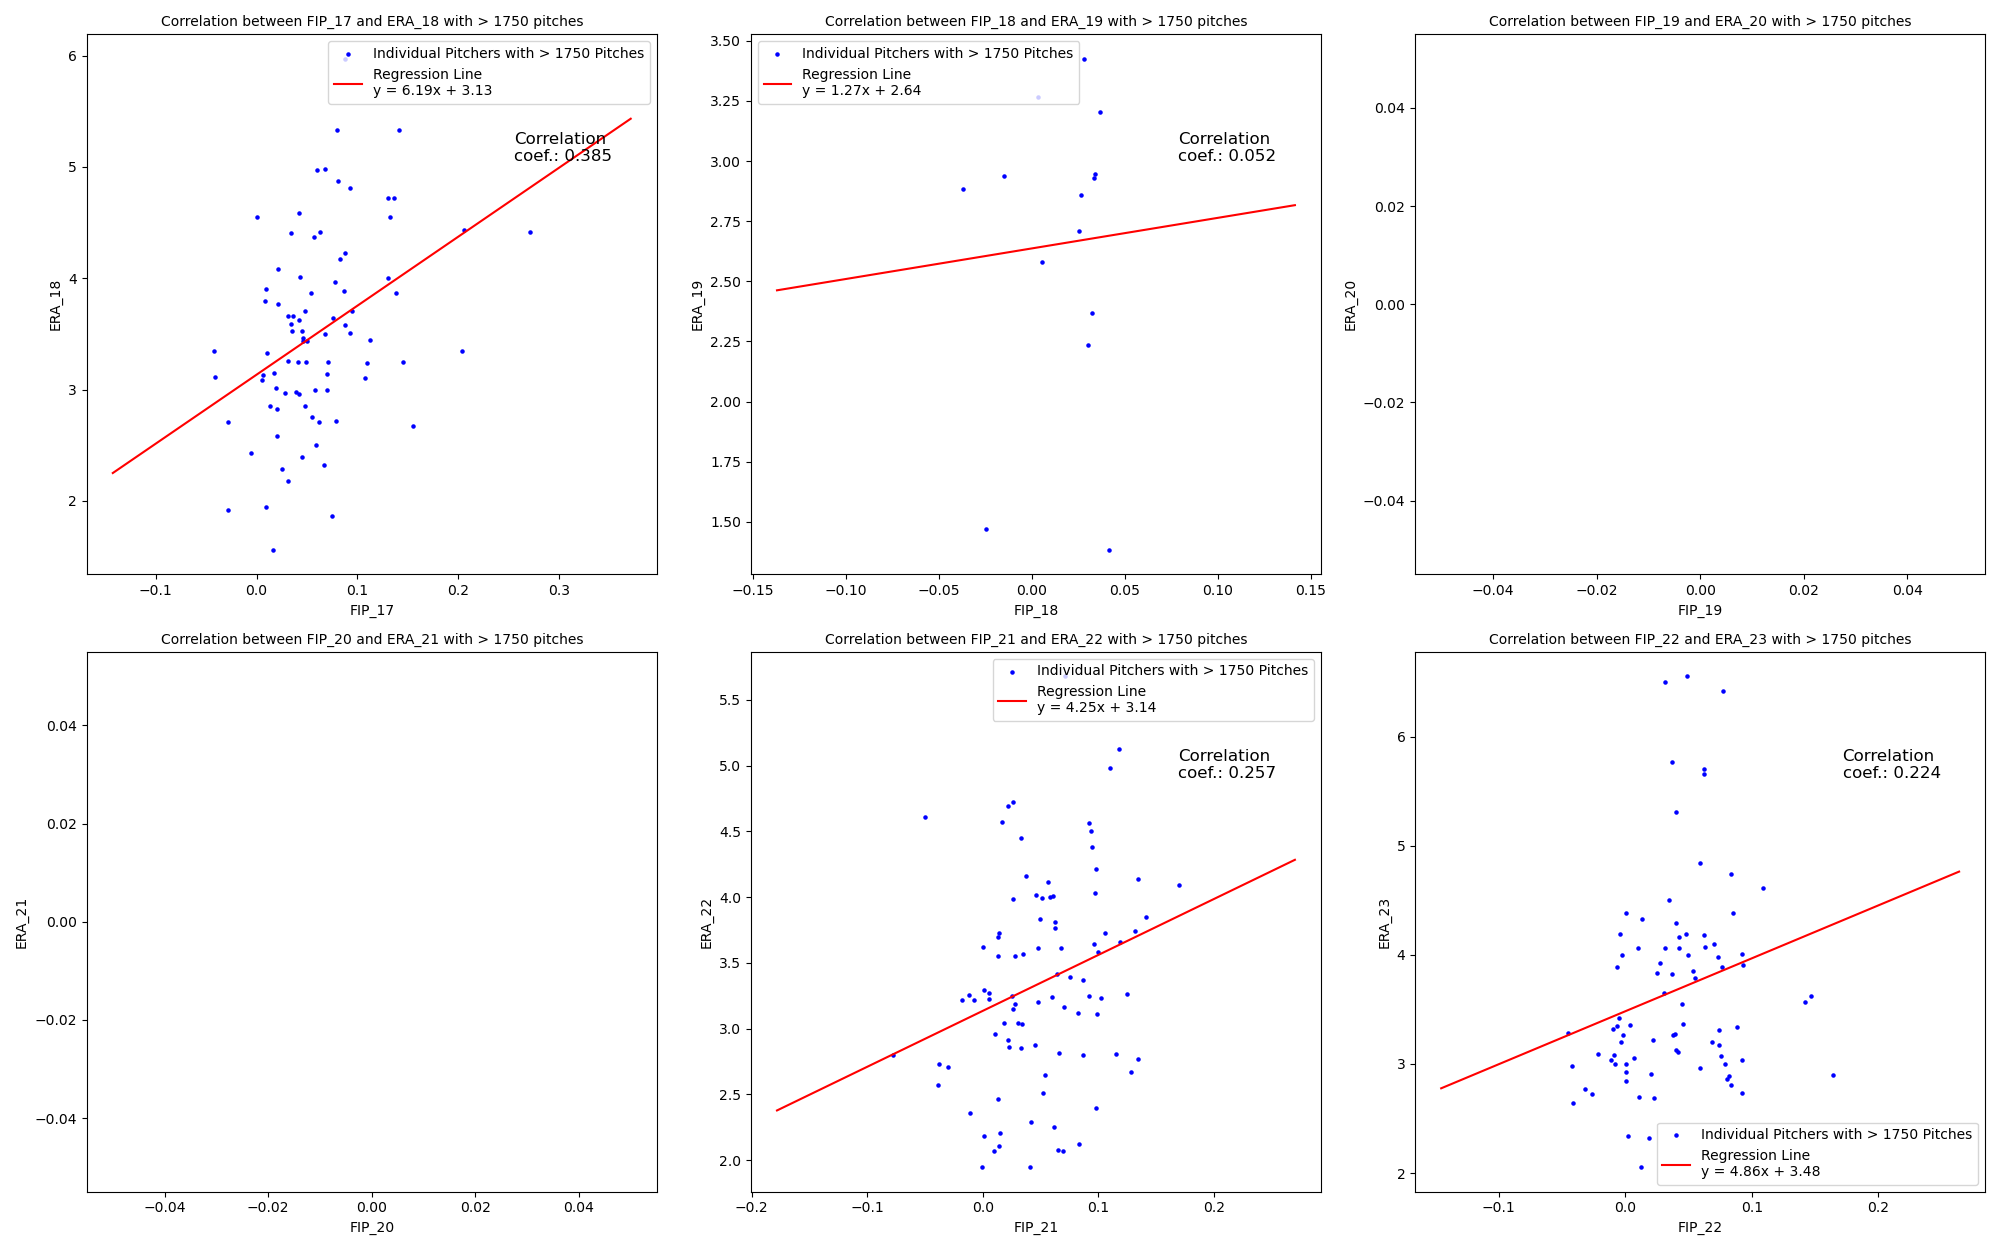 Correlation between FIP_17 and ERA_18 with > 1750 pitches
Individual Pitchers with > 1750 Pitches
Regression Line
y = 6.19x + 3.13
Correlation
coef.: 0.385
ERA_18
6
5
4
3
2
−0.1 0.0 0.1 0.2 0.3
FIP_17
Correlation between FIP_18 and ERA_19 with > 1750 pitches
Individual Pitchers with > 1750 Pitches
Regression Line
y = 1.27x + 2.64
Correlation
coef.: 0.052
ERA_19
3.50
3.25
3.00
2.75
2.50
2.25
2.00
1.75
1.50
−0.15 −0.10 −0.05 0.00 0.05 0.10 0.15
FIP_18
Correlation between FIP_19 and ERA_20 with > 1750 pitches
ERA_20
0.04
0.02
0.00
−0.02
−0.04
−0.04 −0.02 0.00 0.02 0.04
FIP_19
Correlation between FIP_20 and ERA_21 with > 1750 pitches
ERA_21
0.04
0.02
0.00
−0.02
−0.04
−0.04 −0.02 0.00 0.02 0.04
FIP_20
Correlation between FIP_21 and ERA_22 with > 1750 pitches
Individual Pitchers with > 1750 Pitches
Regression Line
y = 4.25x + 3.14
Correlation
coef.: 0.257
ERA_22
5.5
5.0
4.5
4.0
3.5
3.0
2.5
2.0
−0.2 −0.1 0.0 0.1 0.2
FIP_21
Correlation between FIP_22 and ERA_23 with > 1750 pitches
Correlation
coef.: 0.224
ERA_23
6
5
4
3
2
Individual Pitchers with > 1750 Pitches
Regression Line
y = 4.86x + 3.48
−0.1 0.0 0.1 0.2
FIP_22